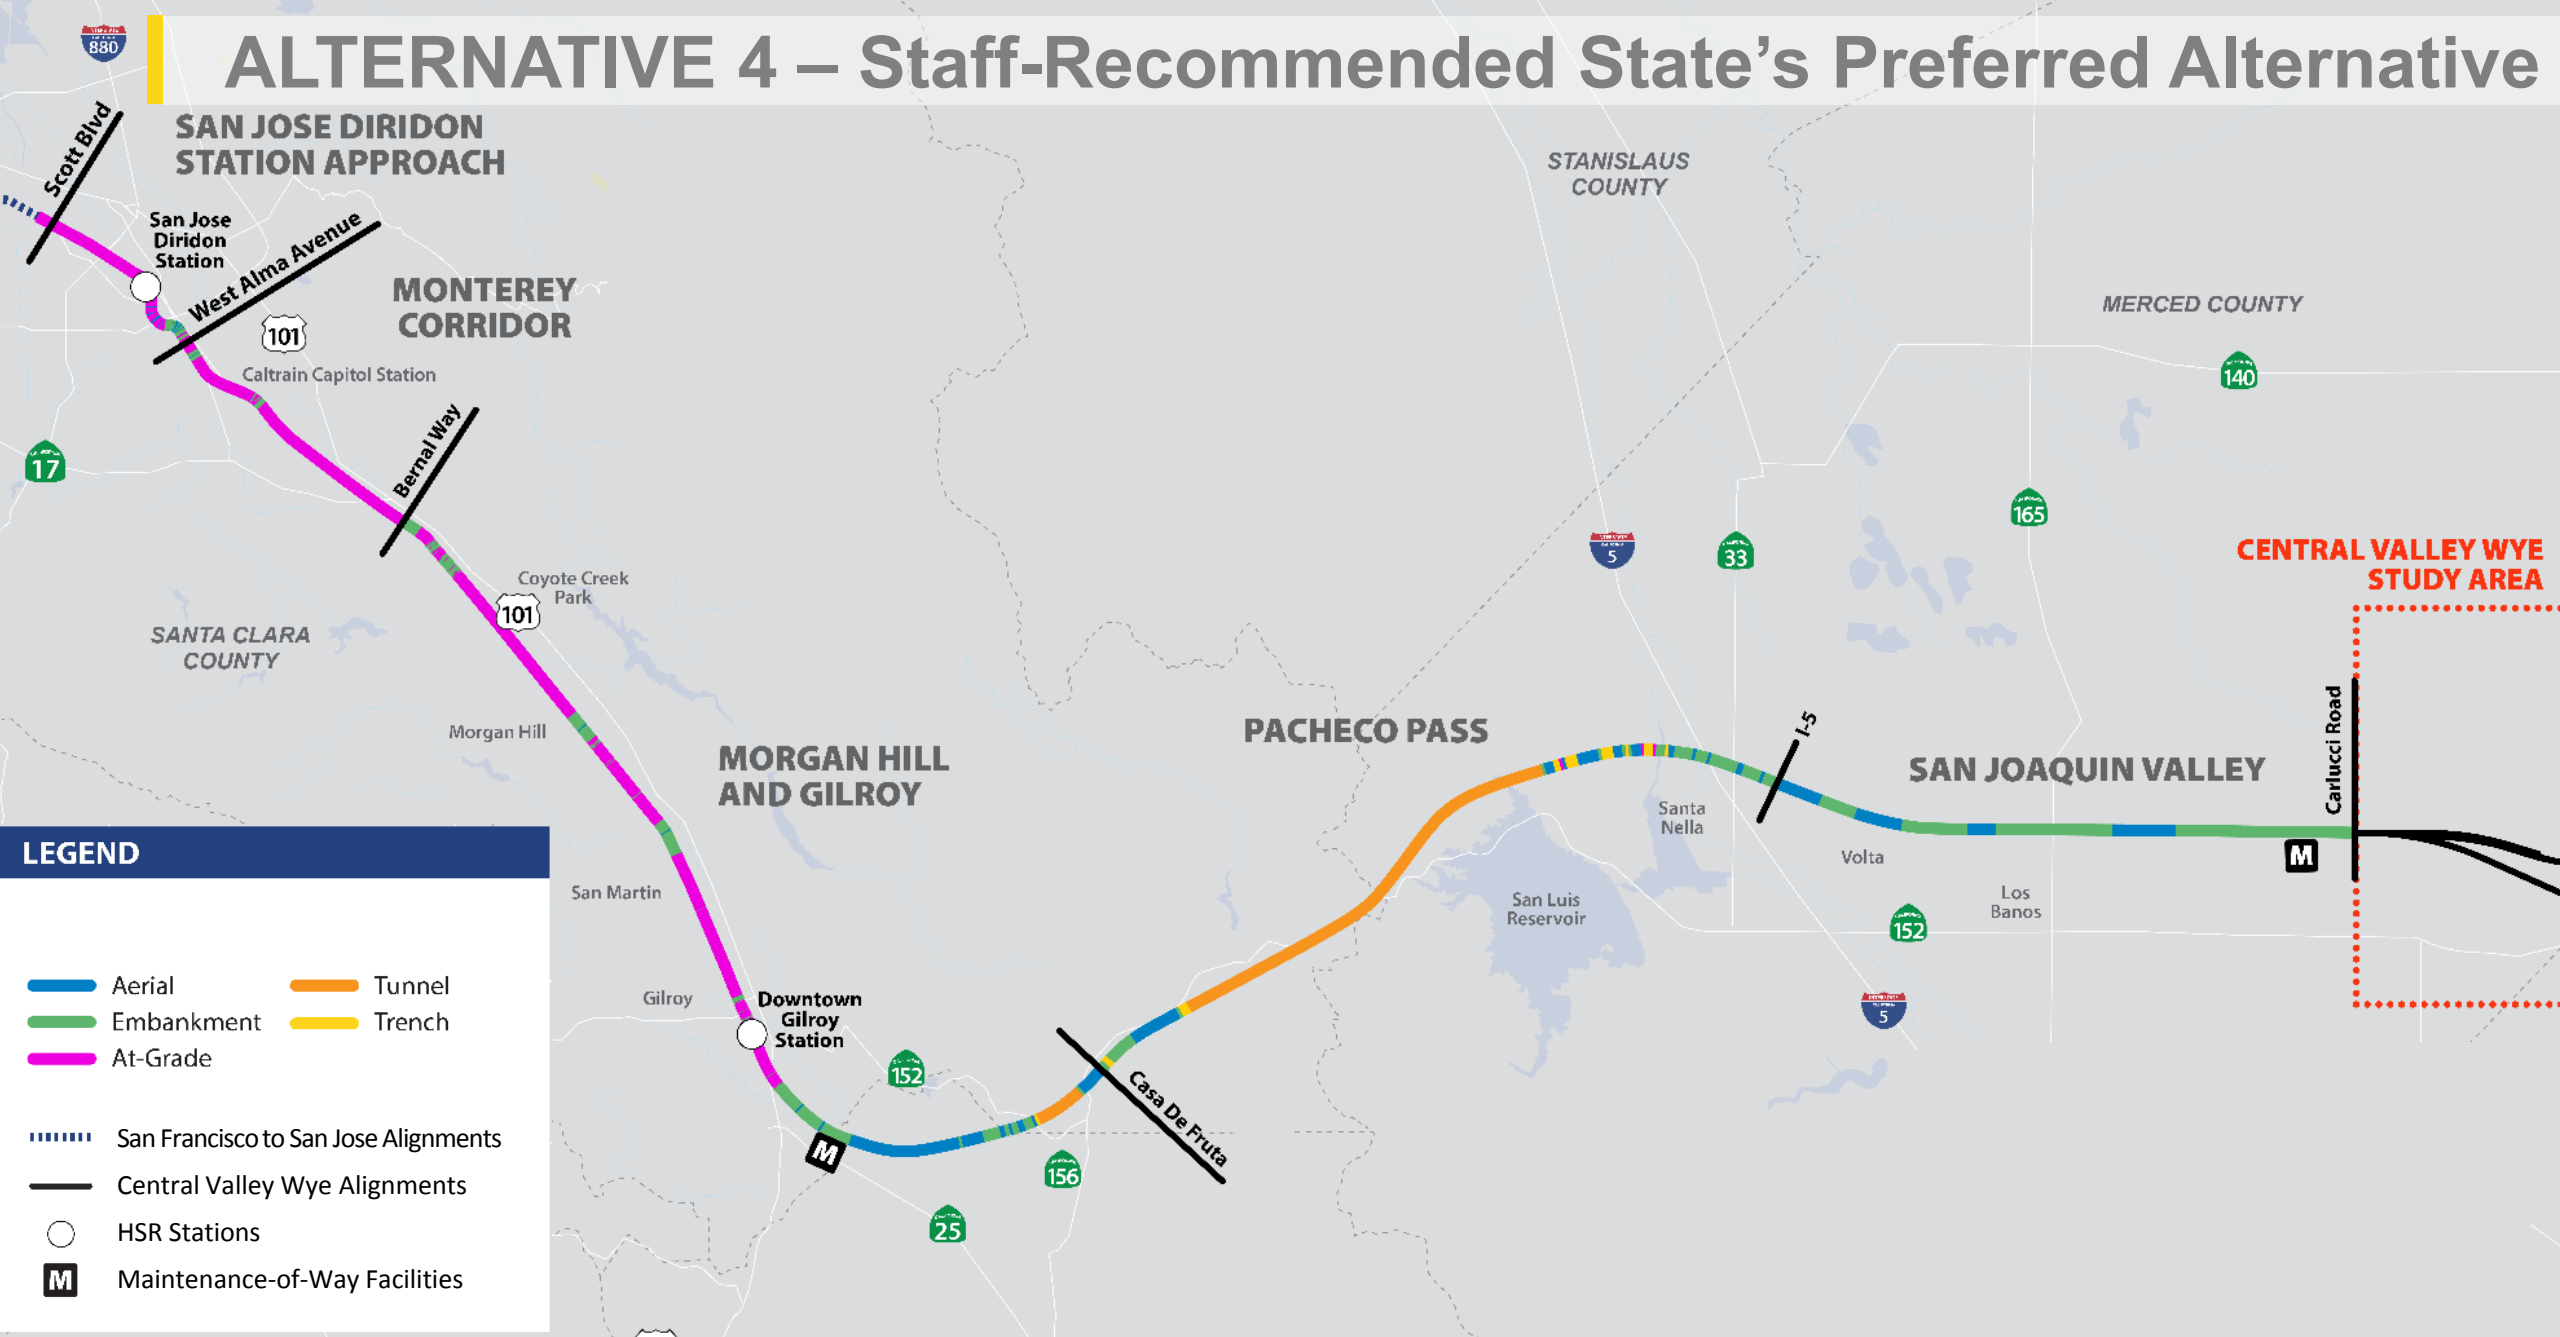 ALTERNATIVE 4 – Staff-Recommended State's Preferred Alternative
880
Scott Blvd
SAN JOSE DIRIDON
STATION APPROACH
San Jose
Diridon
Station
West Alma Avenue
MONTEREY
CORRIDOR
101
Caltrain Capitol Station
17
Bernal Way
Coyote Creek
Park
101
SANTA CLARA
COUNTY
Morgan Hill
MORGAN HILL
AND GILROY
San Martin
Gilroy
Downtown
Gilroy
Station
M
152
25
156
Casa De Fruta
PACHECO PASS
STANISLAUS
COUNTY
MERCED COUNTY
140
165
5
33
I-5
Santa
Nella
San Luis
Reservoir
SAN JOAQUIN VALLEY
Volta
Los
Banos
152
5
M
Carlucci Road
CENTRAL VALLEY WYE
STUDY AREA
LEGEND
Aerial
Embankment
At-Grade
Tunnel
Trench
San Francisco to San Jose Alignments
Central Valley Wye Alignments
HSR Stations
M
Maintenance-of-Way Facilities